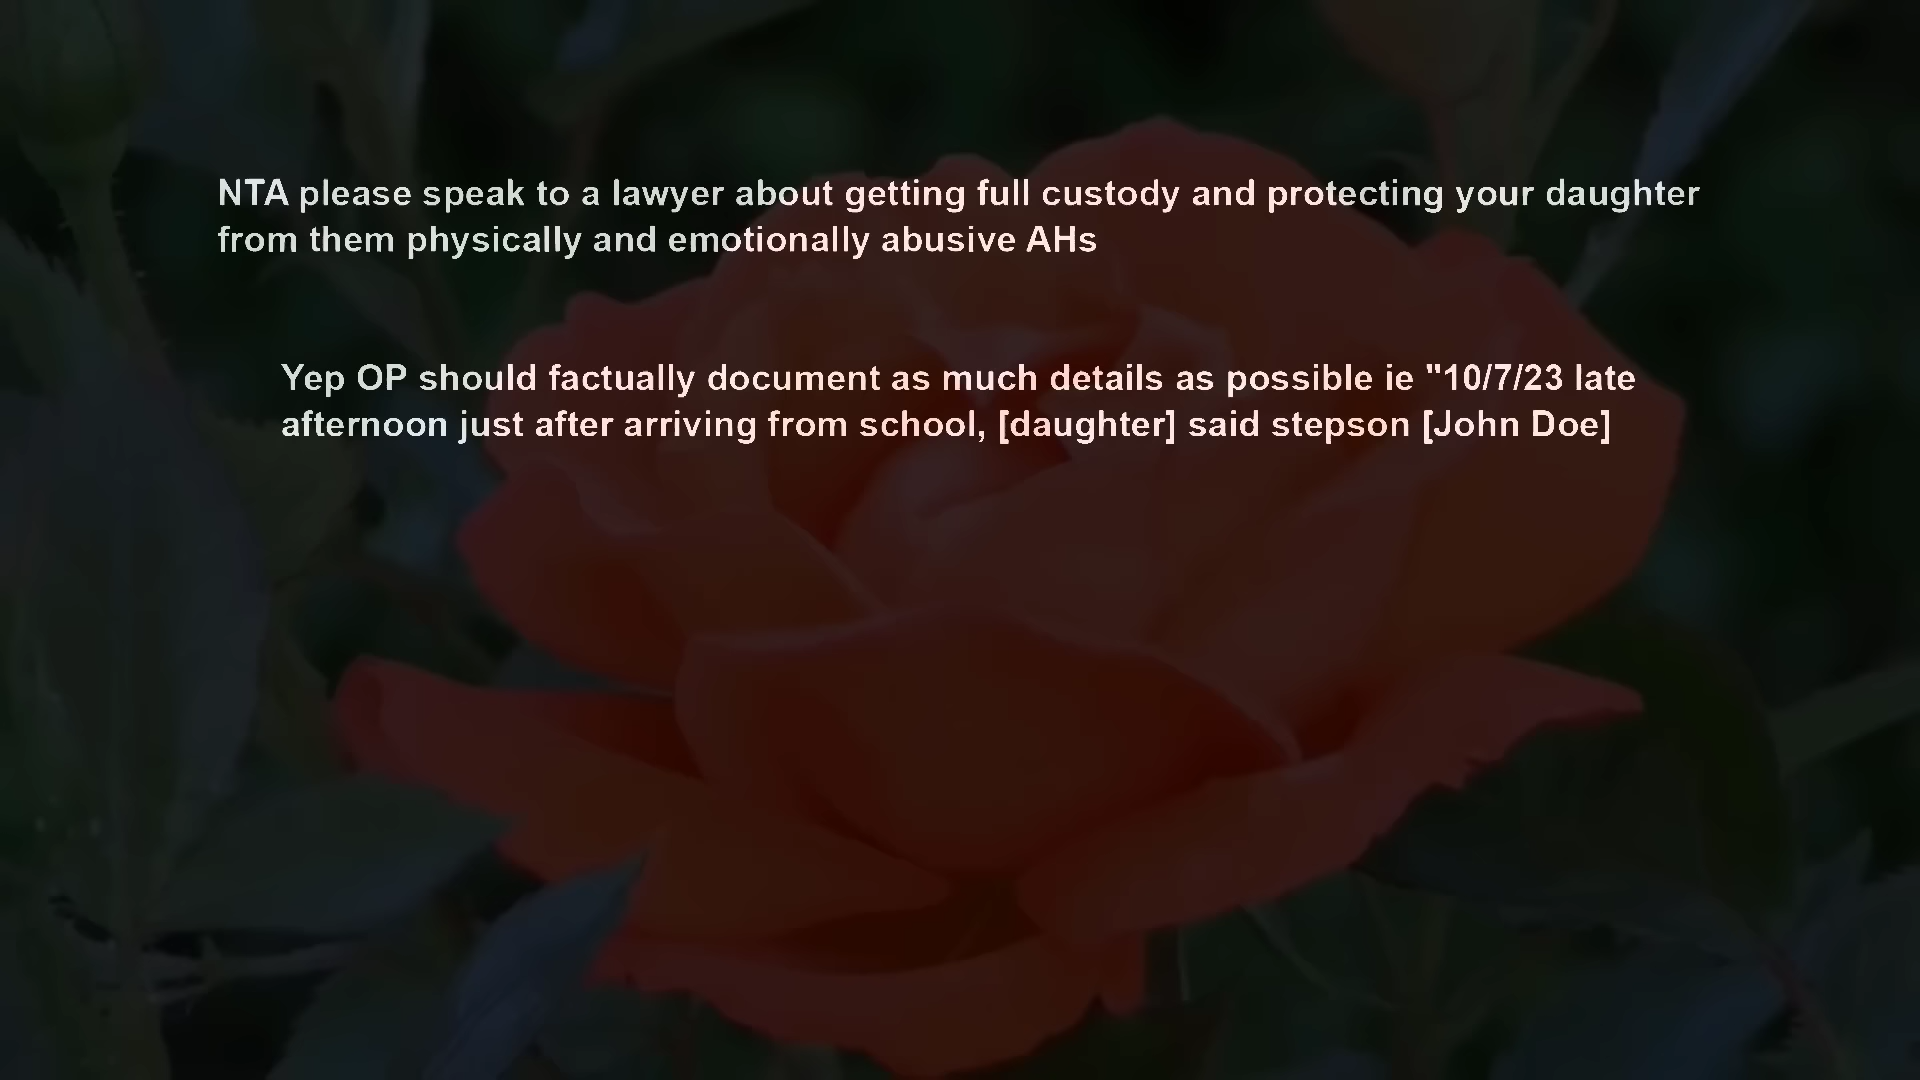 NTA please speak to a lawyer about getting full custody and protecting your daughter
from them physically and emotionally abusive AHs
Yep OP should factually document as much details as possible ie "10/7/23 late
afternoon just after arriving from school, [daughter] said stepson [John Doe]